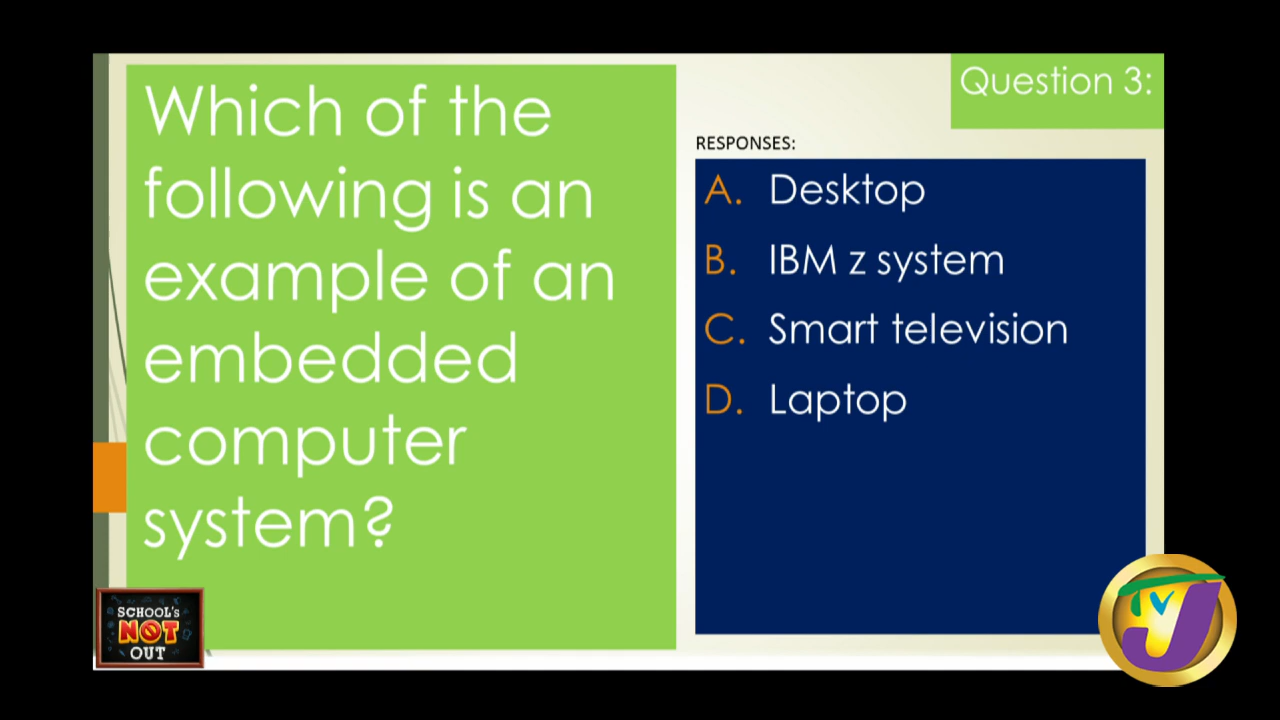 Question 3:
Which of the
following is an
example of an
embedded
computer
system?
RESPONSES:
A. Desktop
B. IBM z system
C. Smart television
D. Laptop
SCHOOL's
NOT
OUT
TVJ